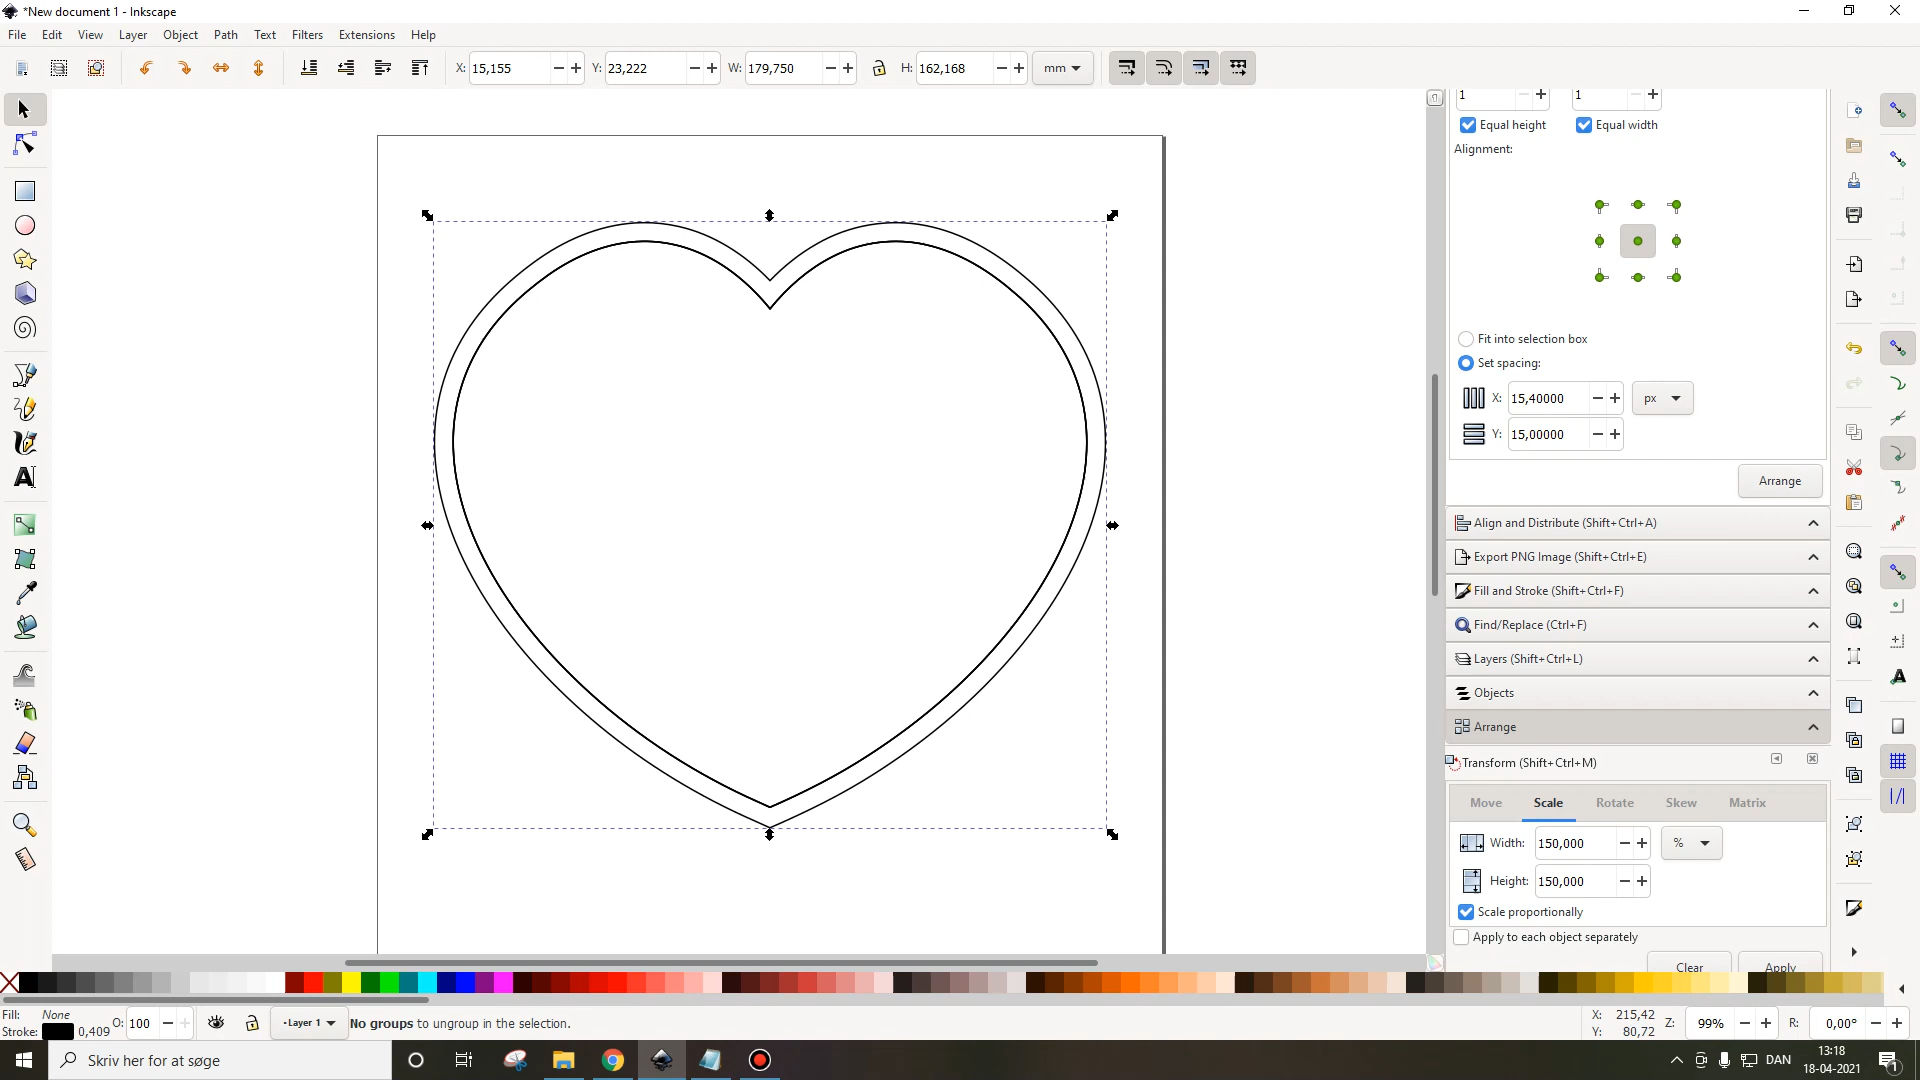 *New document 1 - Inkscape
File Edit View Layer Object Path Text Filters Extensions Help
X: 15,155 Y: 23,222 W: 179,750 H: 162,168 mm
1 1
Equal height Equal width
Alignment:
Fit into selection box
Set spacing:
X: 15,40000 px
Y: 15,00000
Arrange
Align and Distribute (Shift+Ctrl+A)
Export PNG Image (Shift+Ctrl+E)
Fill and Stroke (Shift+Ctrl+F)
Find/Replace (Ctrl+F)
Layers (Shift+Ctrl+L)
Objects
Arrange
Transform (Shift+Ctrl+M)
Move Scale Rotate Skew Matrix
Width: 150,000 %
Height: 150,000
Scale proportionally
Apply to each object separately
Clear Apply
Fill: None
Stroke: 0,409 O: 100 •Layer 1 No groups to ungroup in the selection.
X: 215,42
Y: 80,72
Z: 99% R: 0,00°
Skriv her for at søge
DAN
13:18
18-04-2021
1